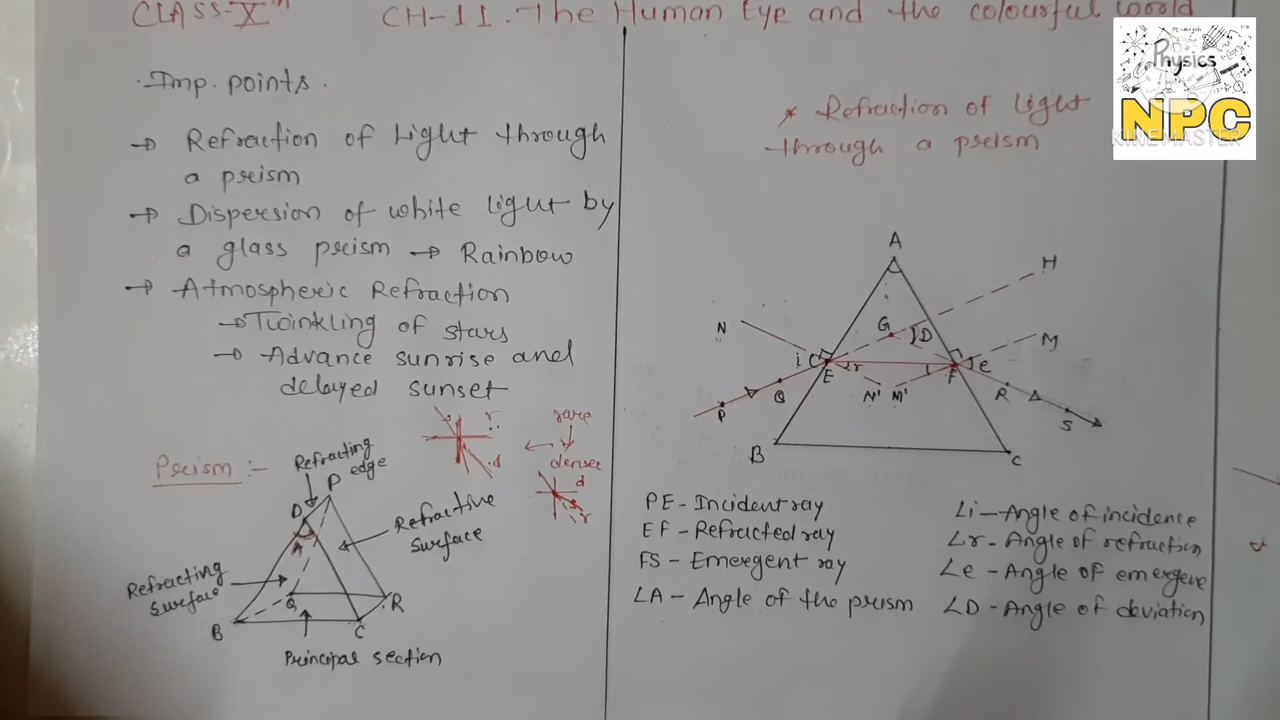 CLASS-Xth CH-11. The Human Eye and the colourful world
Physics
NPC
KINEMASTER
Imp. points.
→ Refraction of Light through
a prism
→ Dispersion of white light by
a glass prism → Rainbow
→ Atmospheric Refraction
→ Twinkling of stars
→ Advance sunrise and
delayed sunset
Prism :-
Refracting
edge
P
D
A
Refractive
surface
Refracting
surface
Q
R
B
C
Principal section
r
d
rare
denser
d
r
* Refraction of light
through a prism
A
H
N
G
D
M
i
E
r
F
e
N' M'
P
Q
R
S
B
C
PE - Incident ray
EF - Refracted ray
FS - Emergent ray
∠A - Angle of the prism
∠i - Angle of incidence
∠r - Angle of refraction
∠e - Angle of emergeve
∠D - Angle of deviation